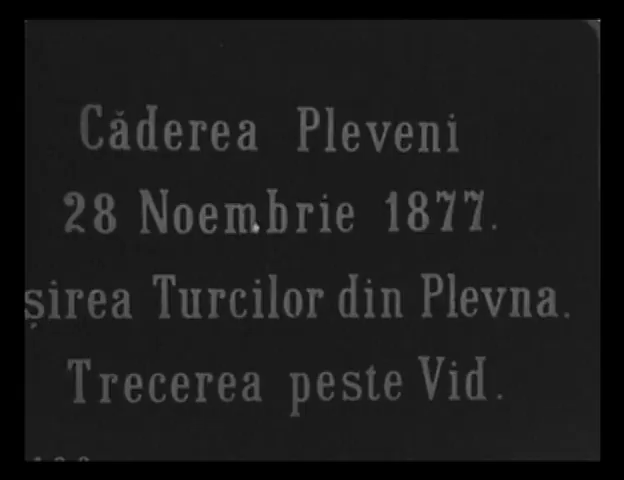 Căderea Pleveni
28 Noembrie 1877.
șirea Turcilor din Plevna.
Trecerea peste Vid.